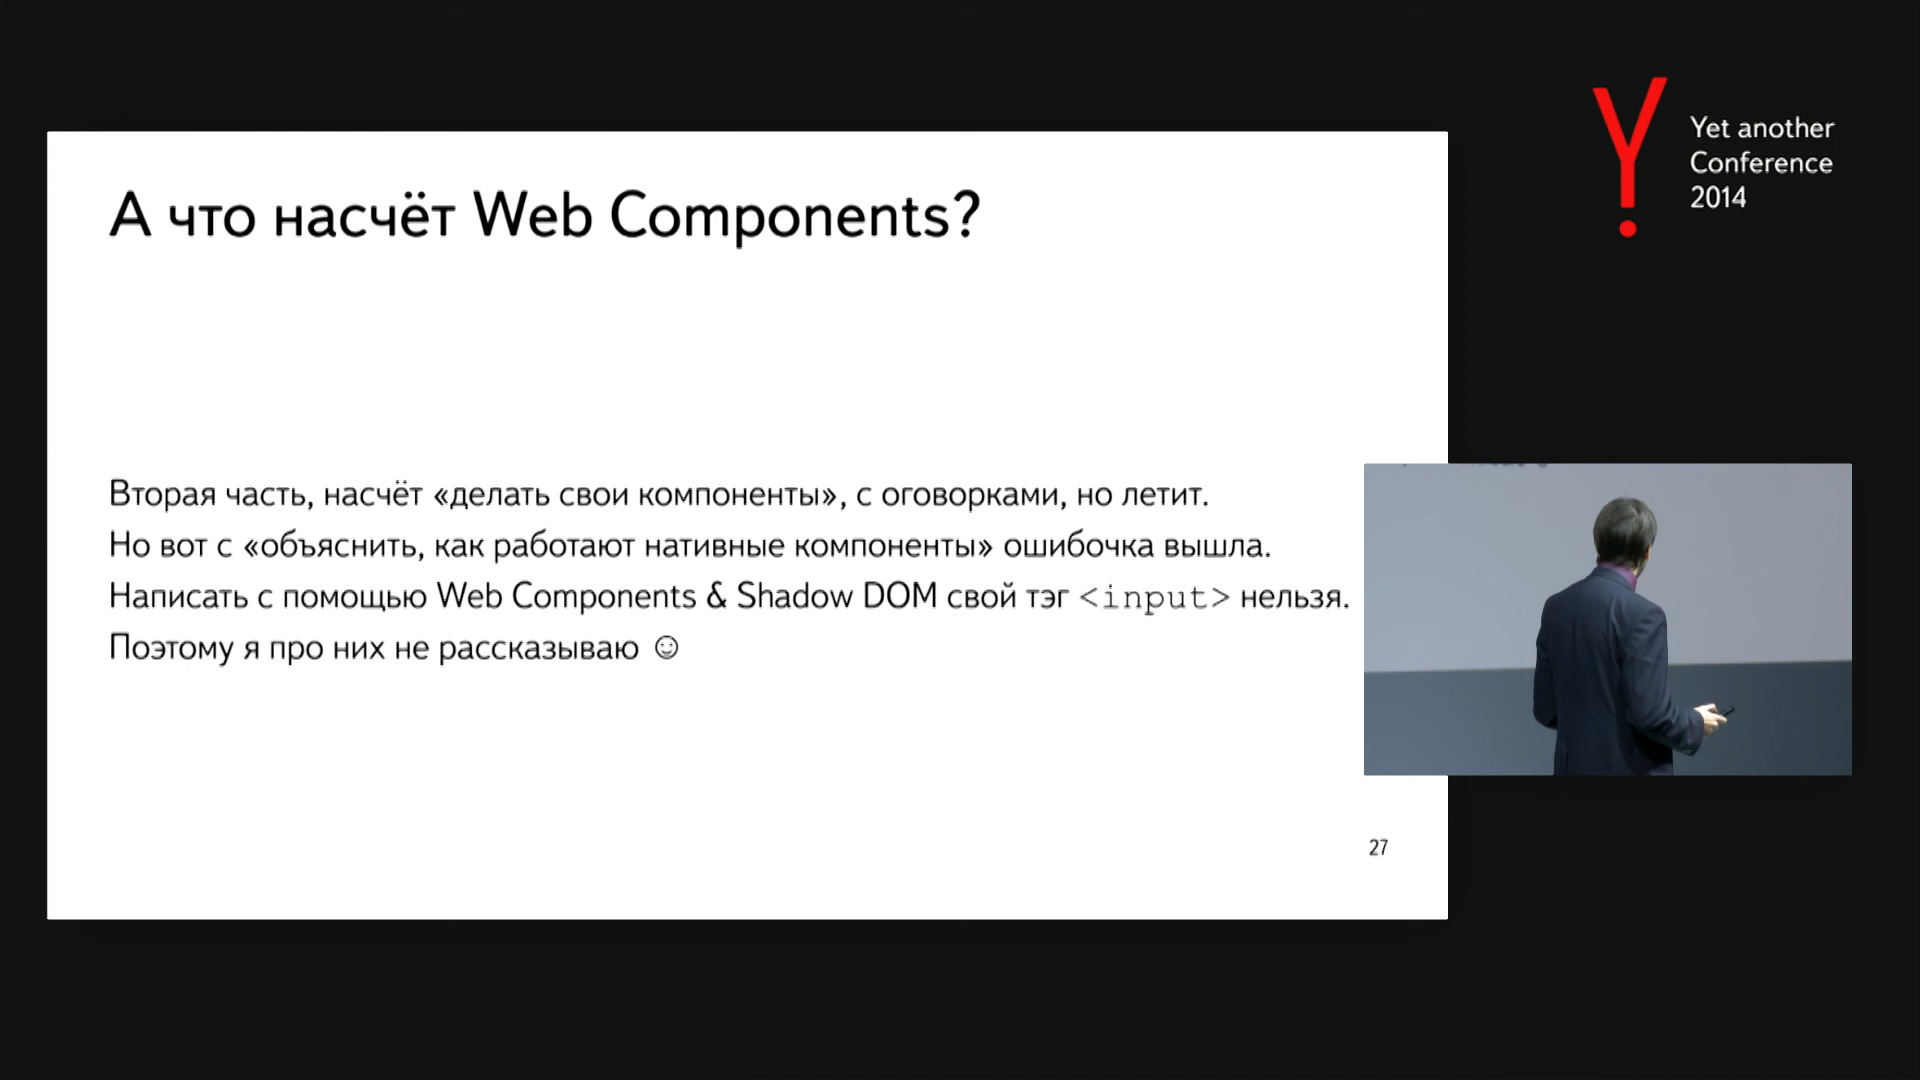 А что насчёт Web Components?
Вторая часть, насчёт «делать свои компоненты», с оговорками, но летит.
Но вот с «объяснить, как работают нативные компоненты» ошибочка вышла.
Написать с помощью Web Components & Shadow DOM свой тэг <input> нельзя.
Поэтому я про них не рассказываю ☺
27
Yet another
Conference
2014